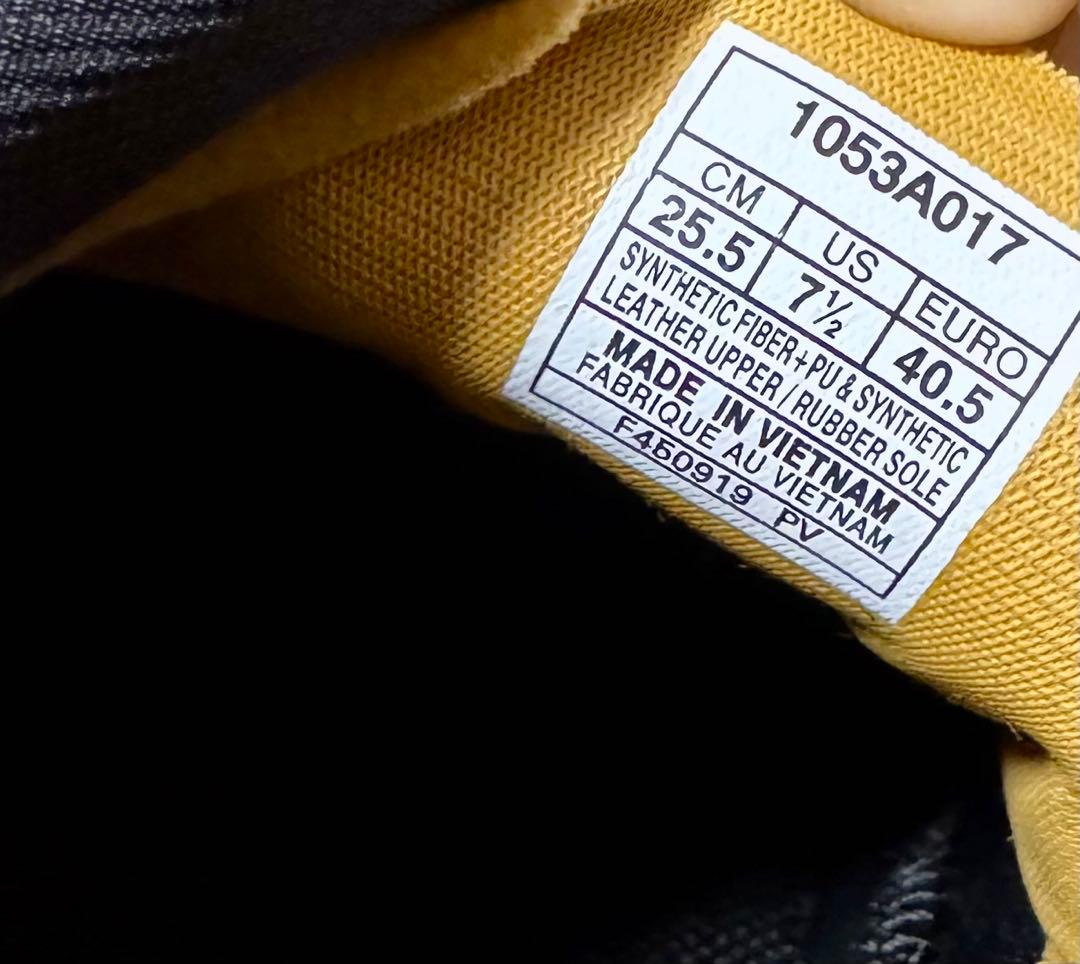 1053A017
CM US EURO
25.5 7½ 40.5
SYNTHETIC FIBER+PU & SYNTHETIC
LEATHER UPPER / RUBBER SOLE
MADE IN VIETNAM
FABRIQUE AU VIETNAM
F460919 PV